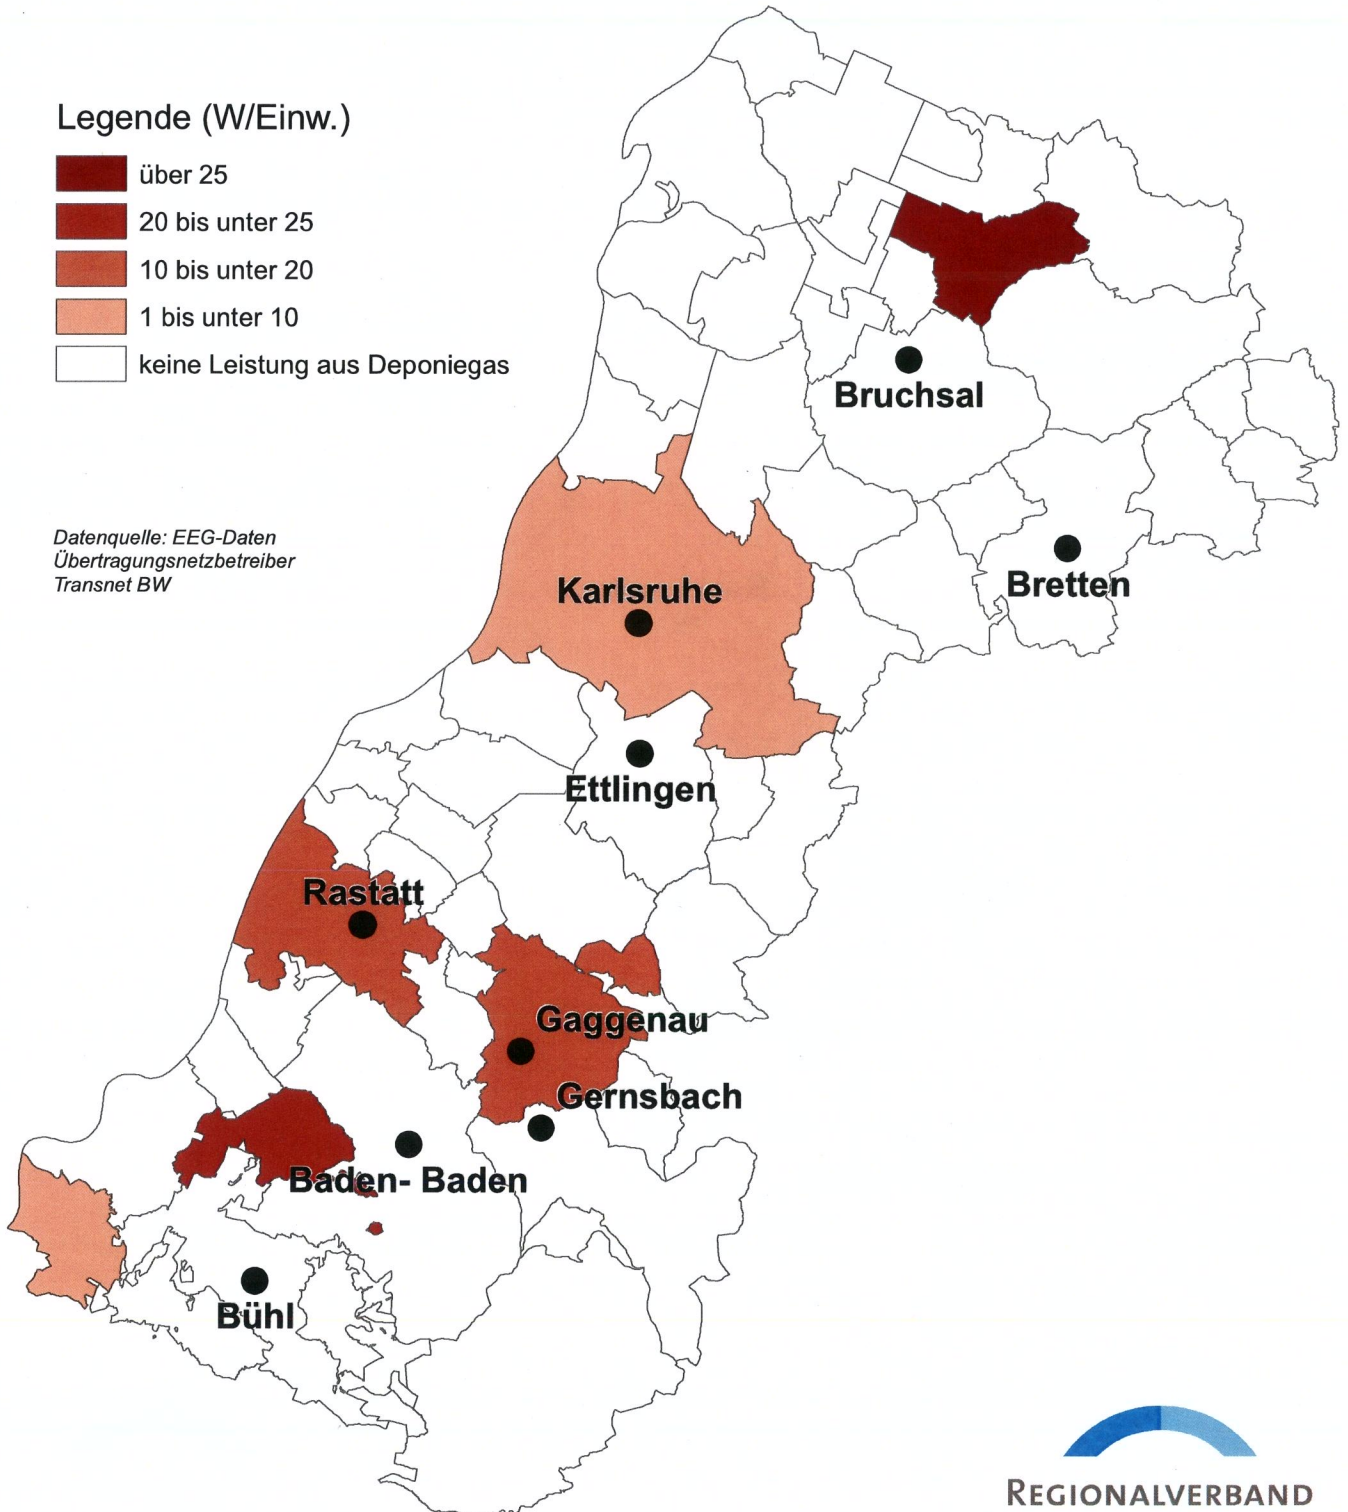 Legende (W/Einw.)
über 25
20 bis unter 25
10 bis unter 20
1 bis unter 10
keine Leistung aus Deponiegas
Datenquelle: EEG-Daten
Übertragungsnetzbetreiber
Transnet BW
Bruchsal
Bretten
Karlsruhe
Ettlingen
Rastatt
Gaggenau
Gernsbach
Baden- Baden
Bühl
REGIONALVERBAND